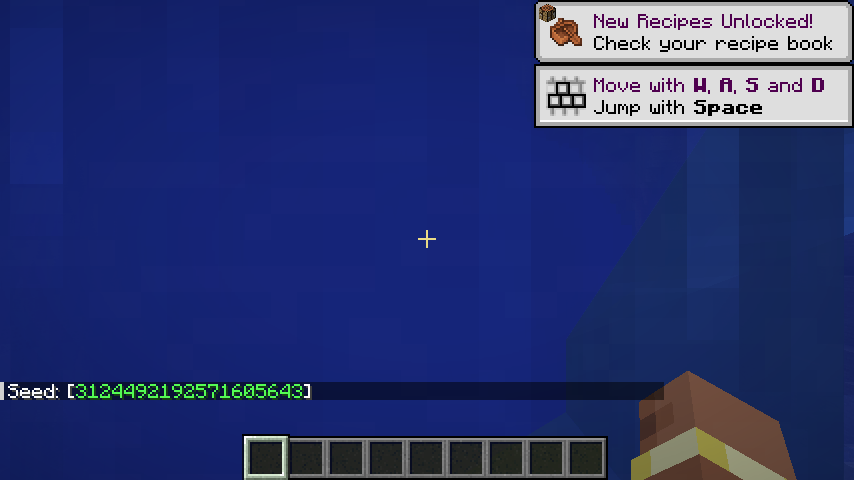 New Recipes Unlocked!
Check your recipe book
Move with W, A, S and D
Jump with Space
Seed: [3124492192571605643]